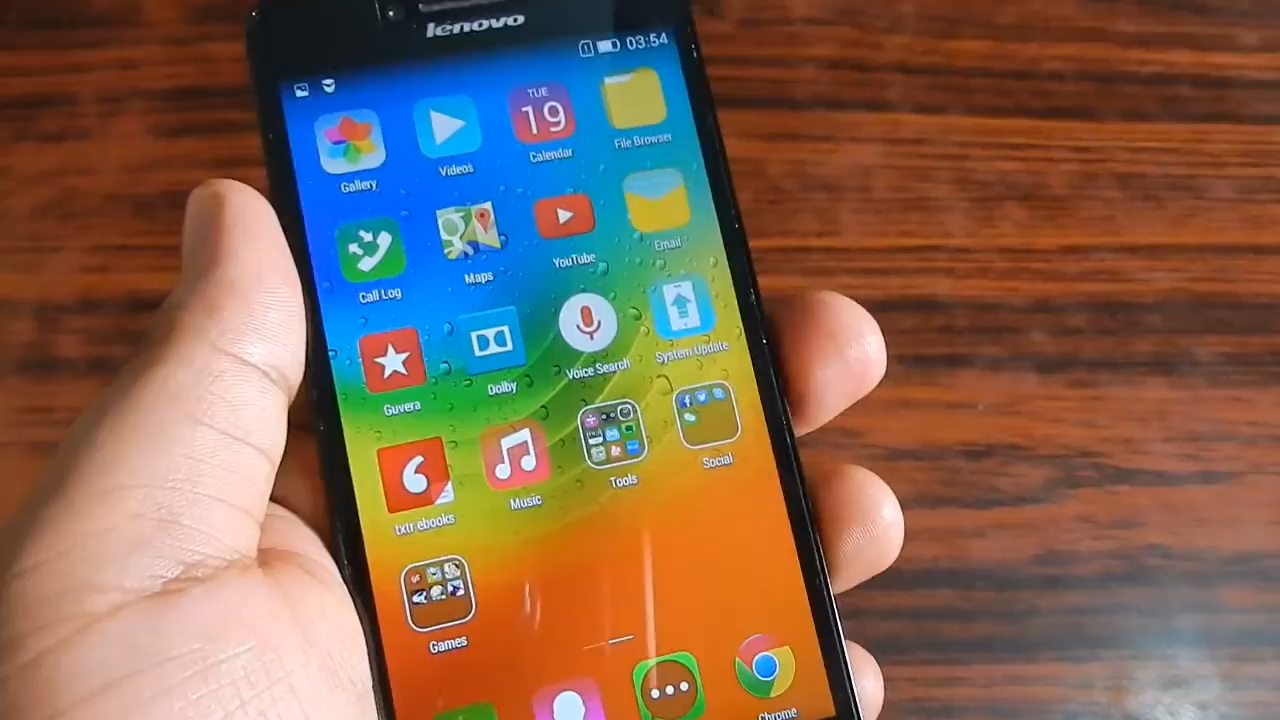 lenovo
03:54
TUE
19
Gallery
Videos
Calendar
File Browser
Call Log
Maps
YouTube
Email
Guvera
Dolby
Voice Search
System Update
txtr ebooks
Music
Tools
Social
Games
Chrome